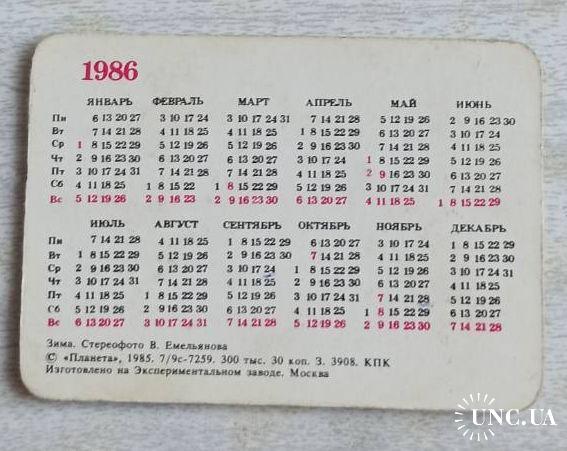 1986
ЯНВАРЬ ФЕВРАЛЬ МАРТ АПРЕЛЬ МАЙ ИЮНЬ
Пн 6 13 20 27 3 10 17 24 3 10 17 24 31 7 14 21 28 5 12 19 26 2 9 16 23 30
Вт 7 14 21 28 4 11 18 25 4 11 18 25 1 8 15 22 29 6 13 20 27 3 10 17 24
Ср 1 8 15 22 29 5 12 19 26 5 12 19 26 2 9 16 23 30 7 14 21 28 4 11 18 25
Чт 2 9 16 23 30 6 13 20 27 6 13 20 27 3 10 17 24 1 8 15 22 29 5 12 19 26
Пт 3 10 17 24 31 7 14 21 28 7 14 21 28 4 11 18 25 2 9 16 23 30 6 13 20 27
Сб 4 11 18 25 1 8 15 22 1 8 15 22 29 5 12 19 26 3 10 17 24 31 7 14 21 28
Вс 5 12 19 26 2 9 16 23 2 9 16 23 30 6 13 20 27 4 11 18 25 1 8 15 22 29
ИЮЛЬ АВГУСТ СЕНТЯБРЬ ОКТЯБРЬ НОЯБРЬ ДЕКАБРЬ
Пн 7 14 21 28 4 11 18 25 1 8 15 22 29 6 13 20 27 3 10 17 24 1 8 15 22 29
Вт 1 8 15 22 29 5 12 19 26 2 9 16 23 30 7 14 21 28 4 11 18 25 2 9 16 23 30
Ср 2 9 16 23 30 6 13 20 27 3 10 17 24 1 8 15 22 29 5 12 19 26 3 10 17 24 31
Чт 3 10 17 24 31 7 14 21 28 4 11 18 25 2 9 16 23 30 6 13 20 27 4 11 18 25
Пт 4 11 18 25 1 8 15 22 29 5 12 19 26 3 10 17 24 31 7 14 21 28 5 12 19 26
Сб 5 12 19 26 2 9 16 23 30 6 13 20 27 4 11 18 25 1 8 15 22 29 6 13 20 27
Вс 6 13 20 27 3 10 17 24 31 7 14 21 28 5 12 19 26 2 9 16 23 30 7 14 21 28
Зима. Стереофото В. Емельянова
© «Планета», 1985. 7/9с-7259. 300 тыс. 30 коп. З. 3908. КПК
Изготовлено на Экспериментальном заводе. Москва
UNC.UA